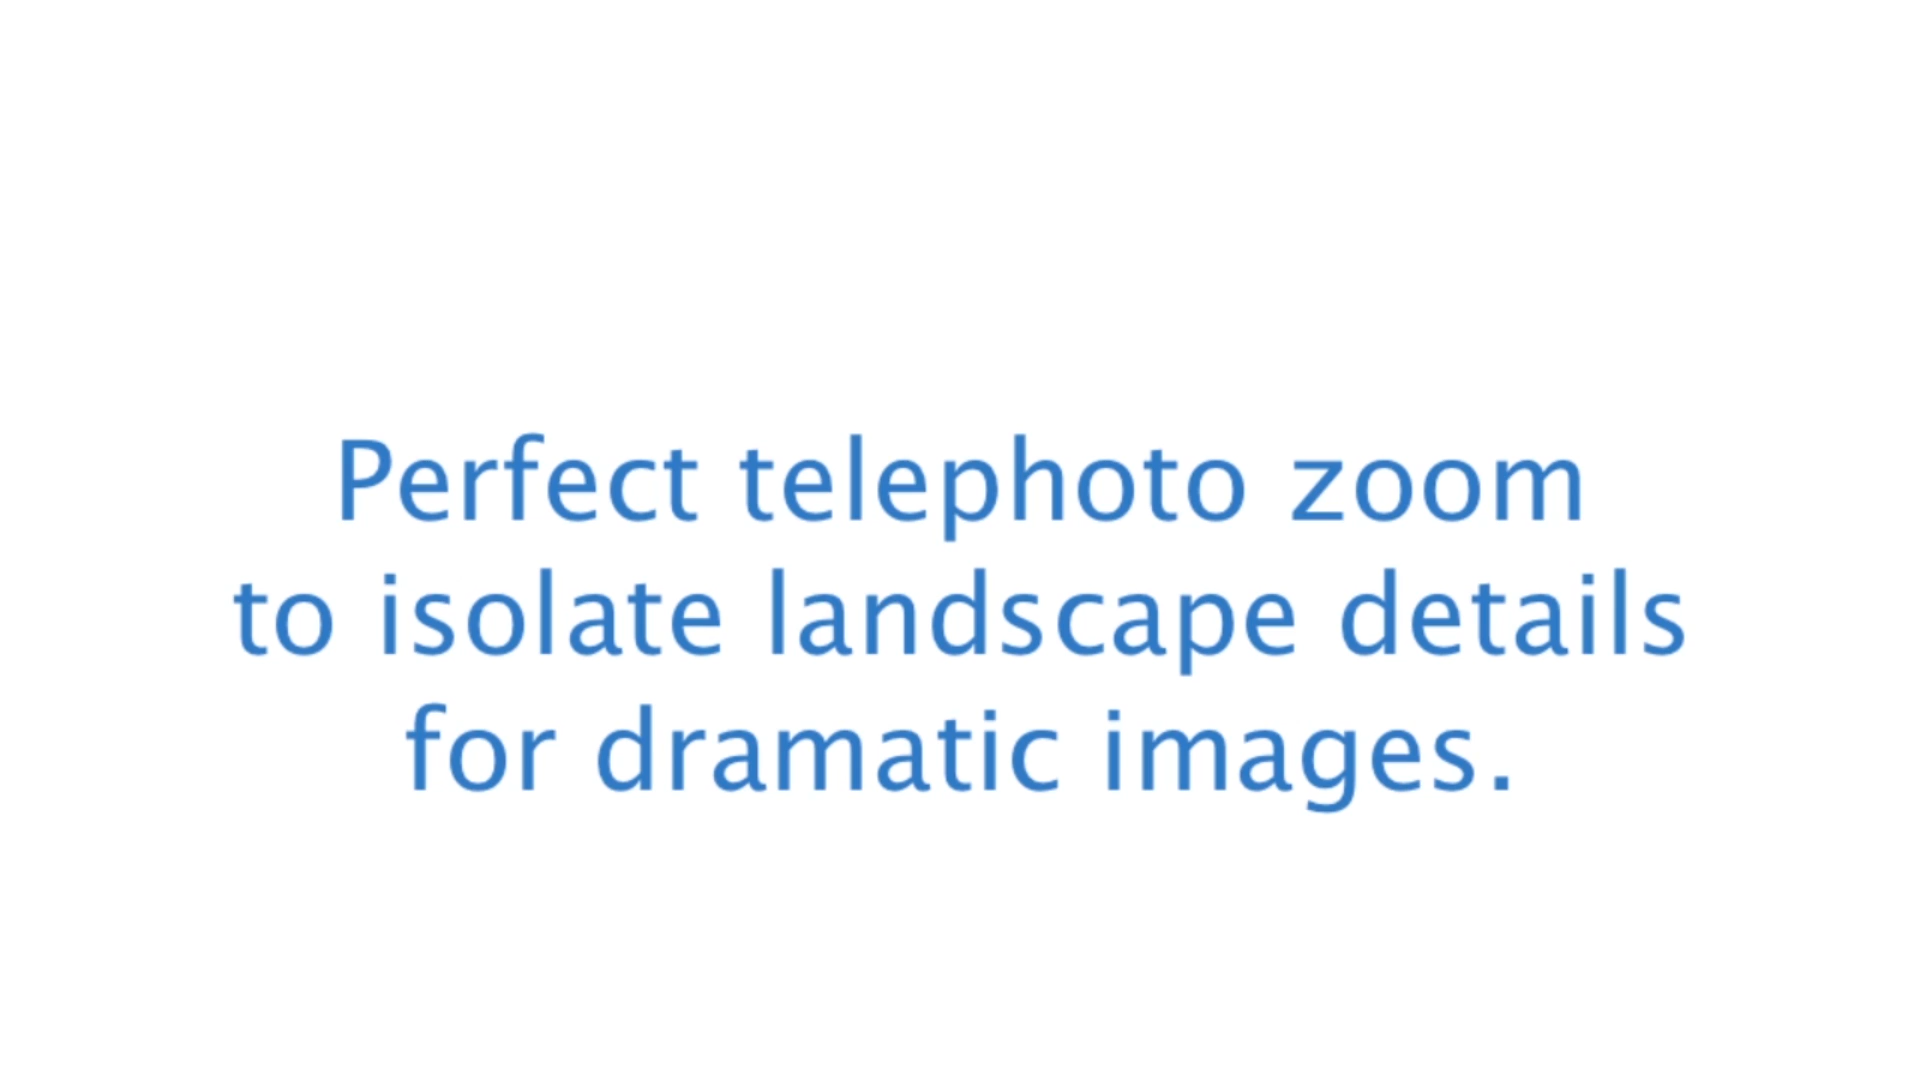 Perfect telephoto zoom
to isolate landscape details
for dramatic images.